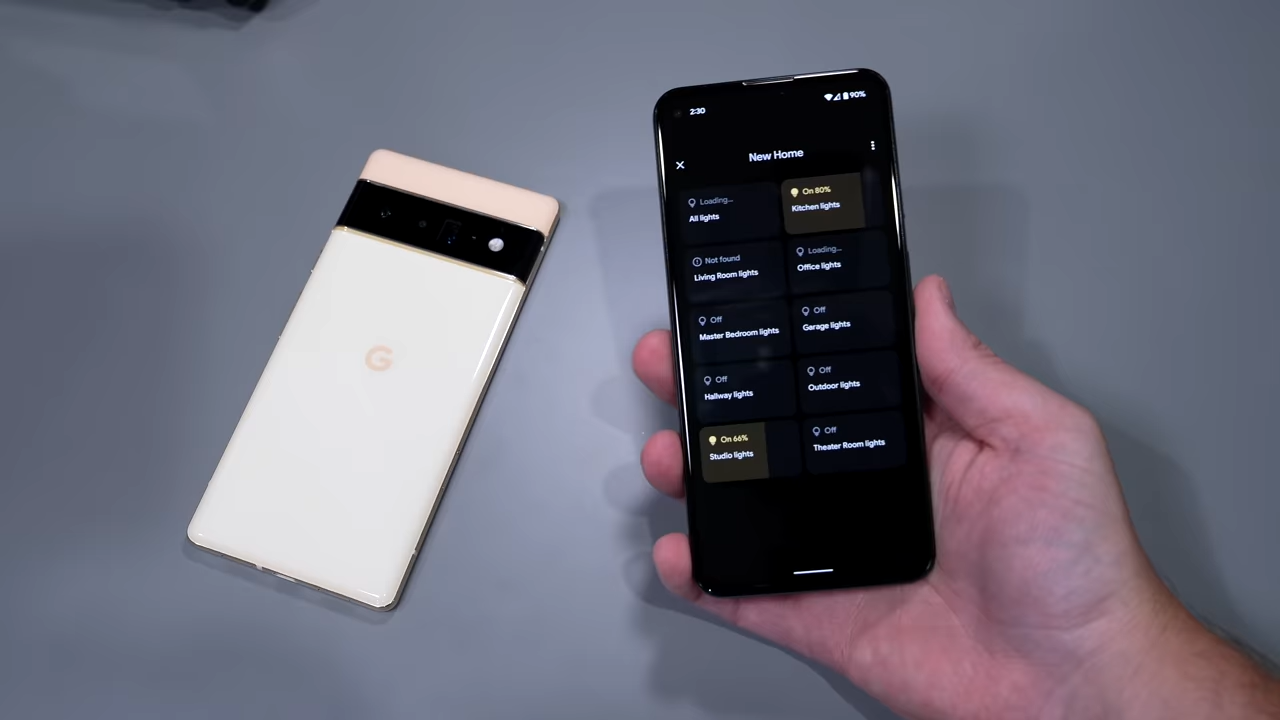 G
2:30
90%
New Home
Loading...
All lights
On 80%
Kitchen lights
Not found
Living Room lights
Loading...
Office lights
Off
Master Bedroom lights
Off
Garage lights
Off
Hallway lights
Off
Outdoor lights
On 66%
Studio lights
Off
Theater Room lights